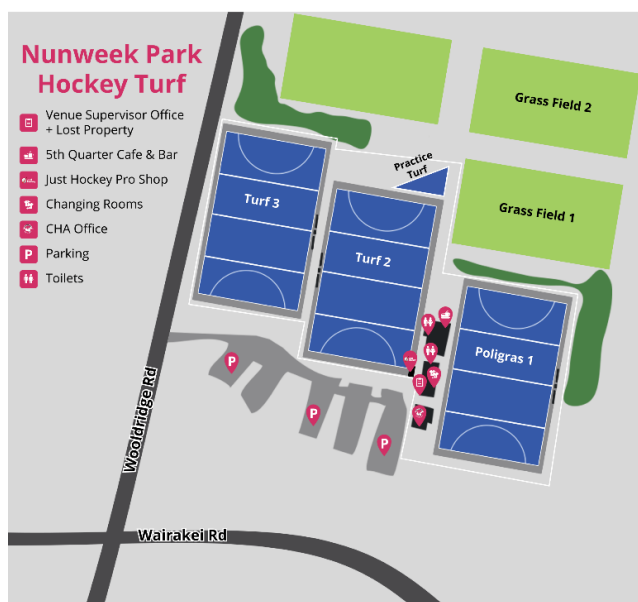 Nunweek Park
Hockey Turf
Venue Supervisor Office
+ Lost Property
5th Quarter Cafe & Bar
Just Hockey Pro Shop
Changing Rooms
CHA Office
P Parking
Toilets
Grass Field 2
Practice
Turf
Grass Field 1
Turf 3
Turf 2
Poligras 1
P
P
P
Wooldridge Rd
Wairakei Rd